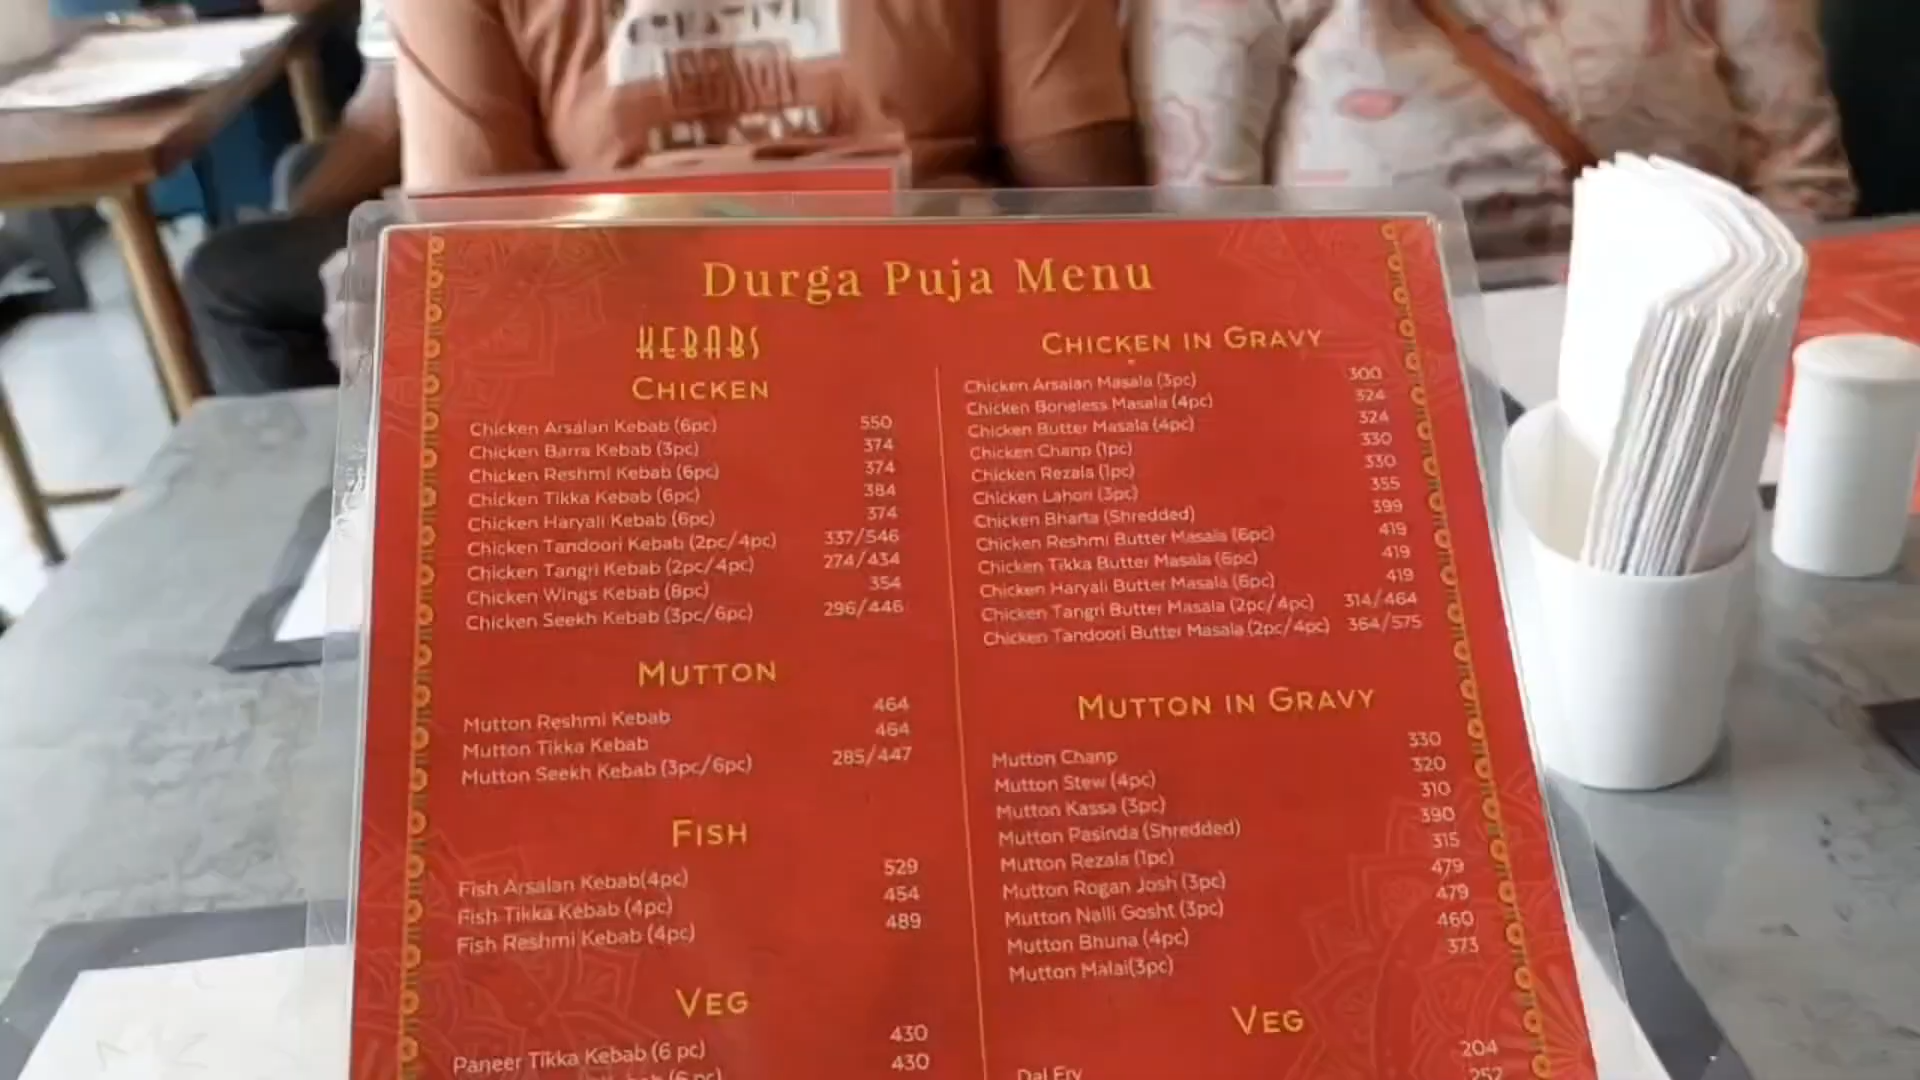 Durga Puja Menu
KEBABS
CHICKEN
Chicken Arsalan Kebab (6pc) 550
Chicken Barra Kebab (3pc) 374
Chicken Reshmi Kebab (6pc) 374
Chicken Tikka Kebab (6pc) 384
Chicken Haryali Kebab (6pc) 374
Chicken Tandoori Kebab (2pc/4pc) 337/546
Chicken Tangri Kebab (2pc/4pc) 274/434
Chicken Wings Kebab (8pc) 354
Chicken Seekh Kebab (3pc/6pc) 296/446
MUTTON
Mutton Reshmi Kebab 464
Mutton Tikka Kebab 464
Mutton Seekh Kebab (3pc/6pc) 285/447
FISH
Fish Arsalan Kebab(4pc) 529
Fish Tikka Kebab (4pc) 454
Fish Reshmi Kebab (4pc) 489
VEG
Paneer Tikka Kebab (6 pc) 430
430
CHICKEN IN GRAVY
Chicken Arsalan Masala (3pc) 300
Chicken Boneless Masala (4pc) 324
Chicken Butter Masala (4pc) 324
Chicken Chanp (1pc) 330
Chicken Rezala (1pc) 330
Chicken Lahori (3pc) 355
Chicken Bharta (Shredded) 399
Chicken Reshmi Butter Masala (6pc) 419
Chicken Tikka Butter Masala (6pc) 419
Chicken Haryali Butter Masala (6pc) 419
Chicken Tangri Butter Masala (2pc/4pc) 314/464
Chicken Tandoori Butter Masala (2pc/4pc) 364/575
MUTTON IN GRAVY
Mutton Chanp 330
Mutton Stew (4pc) 320
Mutton Kassa (3pc) 310
Mutton Pasinda (Shredded) 390
Mutton Rezala (1pc) 315
Mutton Rogan Josh (3pc) 479
Mutton Nalli Gosht (3pc) 479
Mutton Bhuna (4pc) 460
Mutton Malai(3pc) 373
VEG
Dal Fry 204
252